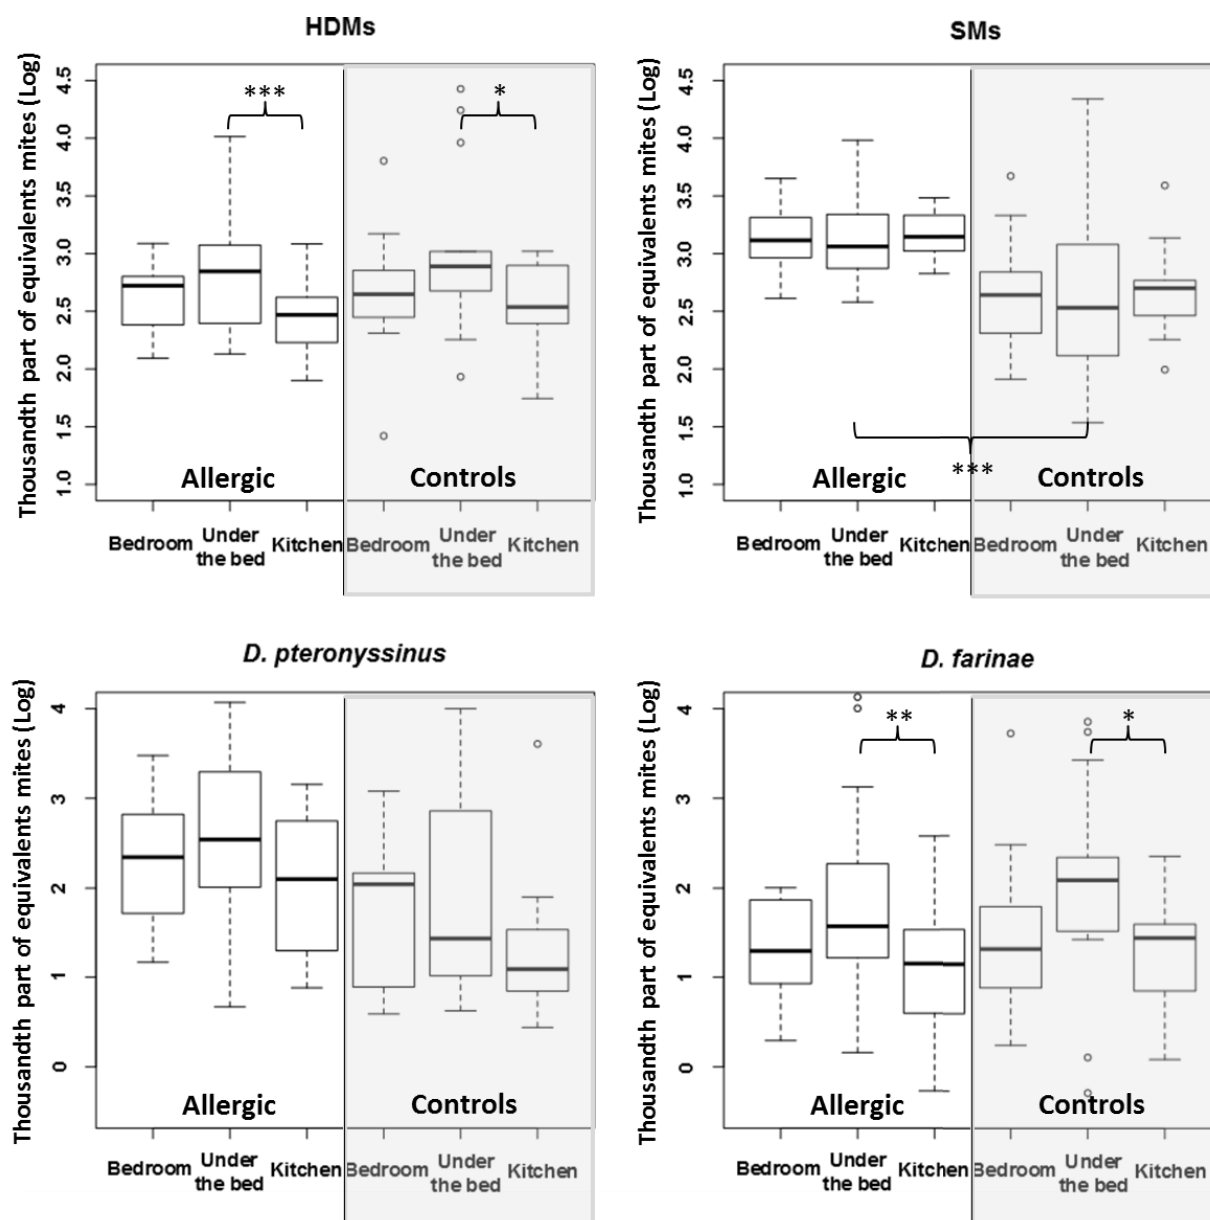 HDMs
Thousandth part of equivalents mites (Log)
4.5
4.0
3.5
3.0
2.5
2.0
1.5
1.0
***
*
Allergic
Controls
Bedroom
Under
the bed
Kitchen
Bedroom
Under
the bed
Kitchen
SMs
Thousandth part of equivalents mites (Log)
4.5
4.0
3.5
3.0
2.5
2.0
1.5
1.0
***
Allergic
Controls
Bedroom
Under
the bed
Kitchen
Bedroom
Under
the bed
Kitchen
D. pteronyssinus
Thousandth part of equivalents mites (Log)
4
3
2
1
0
Allergic
Controls
Bedroom
Under
the bed
Kitchen
Bedroom
Under
the bed
Kitchen
D. farinae
Thousandth part of equivalents mites (Log)
4
3
2
1
0
**
*
Allergic
Controls
Bedroom
Under
the bed
Kitchen
Bedroom
Under
the bed
Kitchen